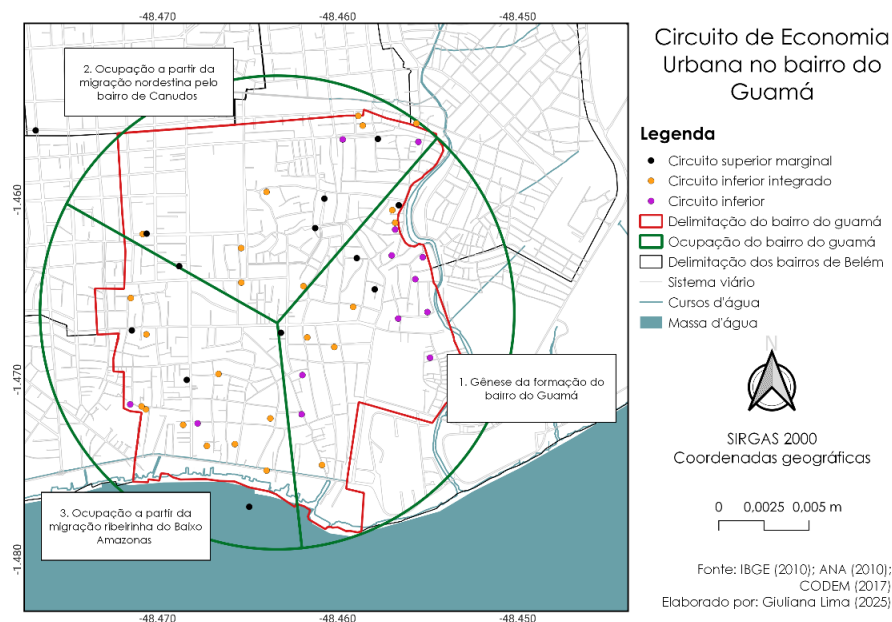 -48.470
-48.460
-48.450
2. Ocupação a partir da
migração nordestina pelo
bairro de Canudos
-1.460
-1.470
-1.480
1. Gênese da formação do
bairro do Guamá
3. Ocupação a partir da
migração ribeirinha do Baixo
Amazonas
-48.470
-48.460
-48.450
Circuito de Economia
Urbana no bairro do
Guamá
Legenda
Circuito superior marginal
Circuito inferior integrado
Circuito inferior
Delimitação do bairro do guamá
Ocupação do bairro do guamá
Delimitação dos bairros de Belém
Sistema viário
Cursos d'água
Massa d'água
N
SIRGAS 2000
Coordenadas geográficas
0 0,0025 0,005 m
Fonte: IBGE (2010); ANA (2010);
CODEM (2017)
Elaborado por: Giuliana Lima (2025)